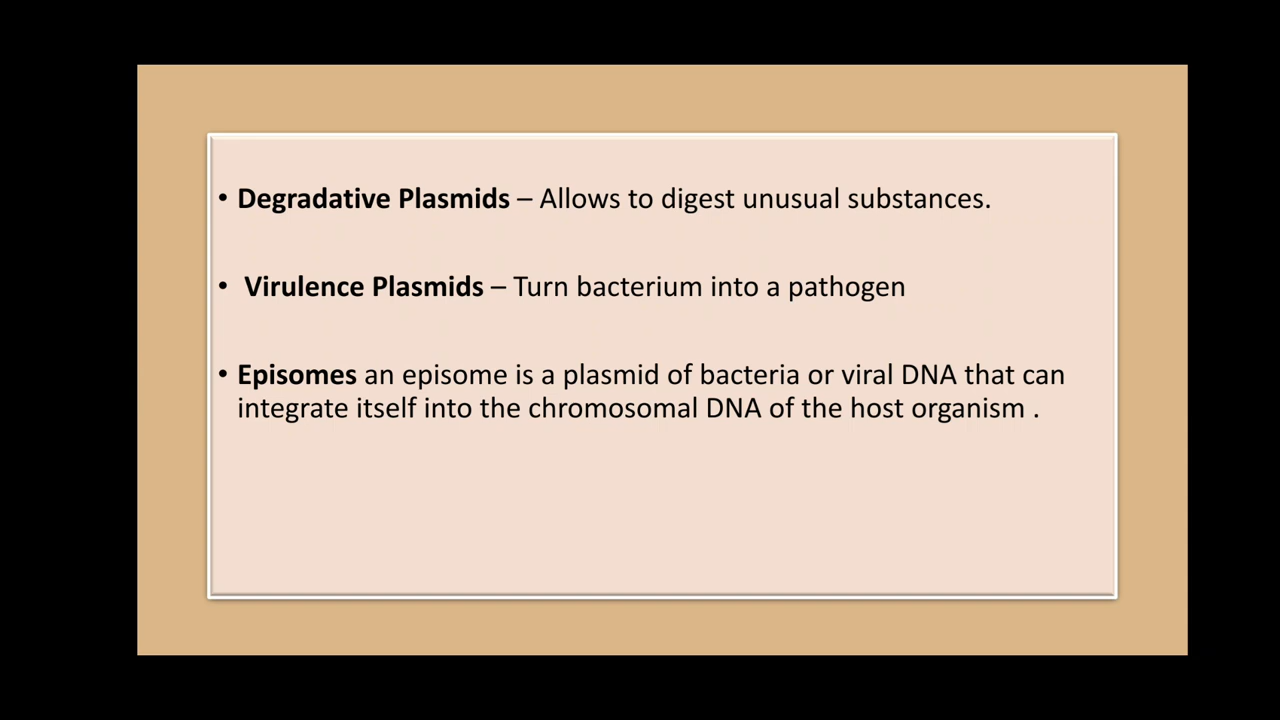 • Degradative Plasmids – Allows to digest unusual substances.
• Virulence Plasmids – Turn bacterium into a pathogen
• Episomes an episome is a plasmid of bacteria or viral DNA that can
integrate itself into the chromosomal DNA of the host organism .